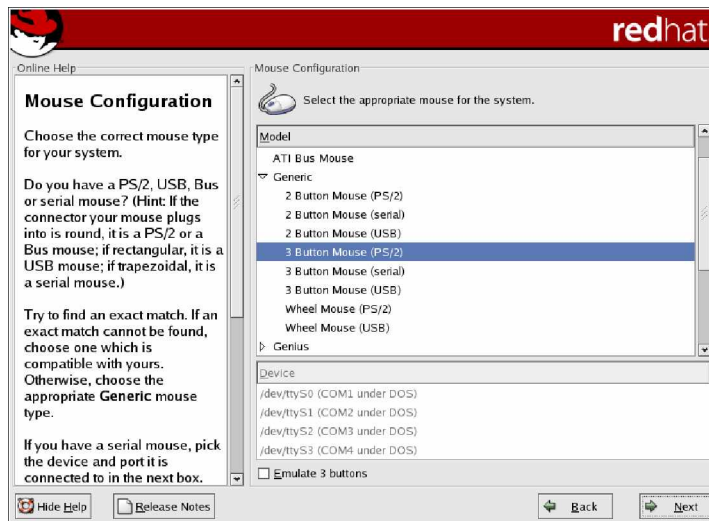 redhat
Online Help
Mouse Configuration
Choose the correct mouse type
for your system.
Do you have a PS/2, USB, Bus
or serial mouse? (Hint: If the
connector your mouse plugs
into is round, it is a PS/2 or a
Bus mouse; if rectangular, it is a
USB mouse; if trapezoidal, it is
a serial mouse.)
Try to find an exact match. If an
exact match cannot be found,
choose one which is
compatible with yours.
Otherwise, choose the
appropriate Generic mouse
type.
If you have a serial mouse, pick
the device and port it is
connected to in the next box.
Mouse Configuration
Select the appropriate mouse for the system.
Model
ATI Bus Mouse
Generic
2 Button Mouse (PS/2)
2 Button Mouse (serial)
2 Button Mouse (USB)
3 Button Mouse (PS/2)
3 Button Mouse (serial)
3 Button Mouse (USB)
Wheel Mouse (PS/2)
Wheel Mouse (USB)
Genius
Device
/dev/ttyS0 (COM1 under DOS)
/dev/ttyS1 (COM2 under DOS)
/dev/ttyS2 (COM3 under DOS)
/dev/ttyS3 (COM4 under DOS)
Emulate 3 buttons
Hide Help
Release Notes
Back
Next